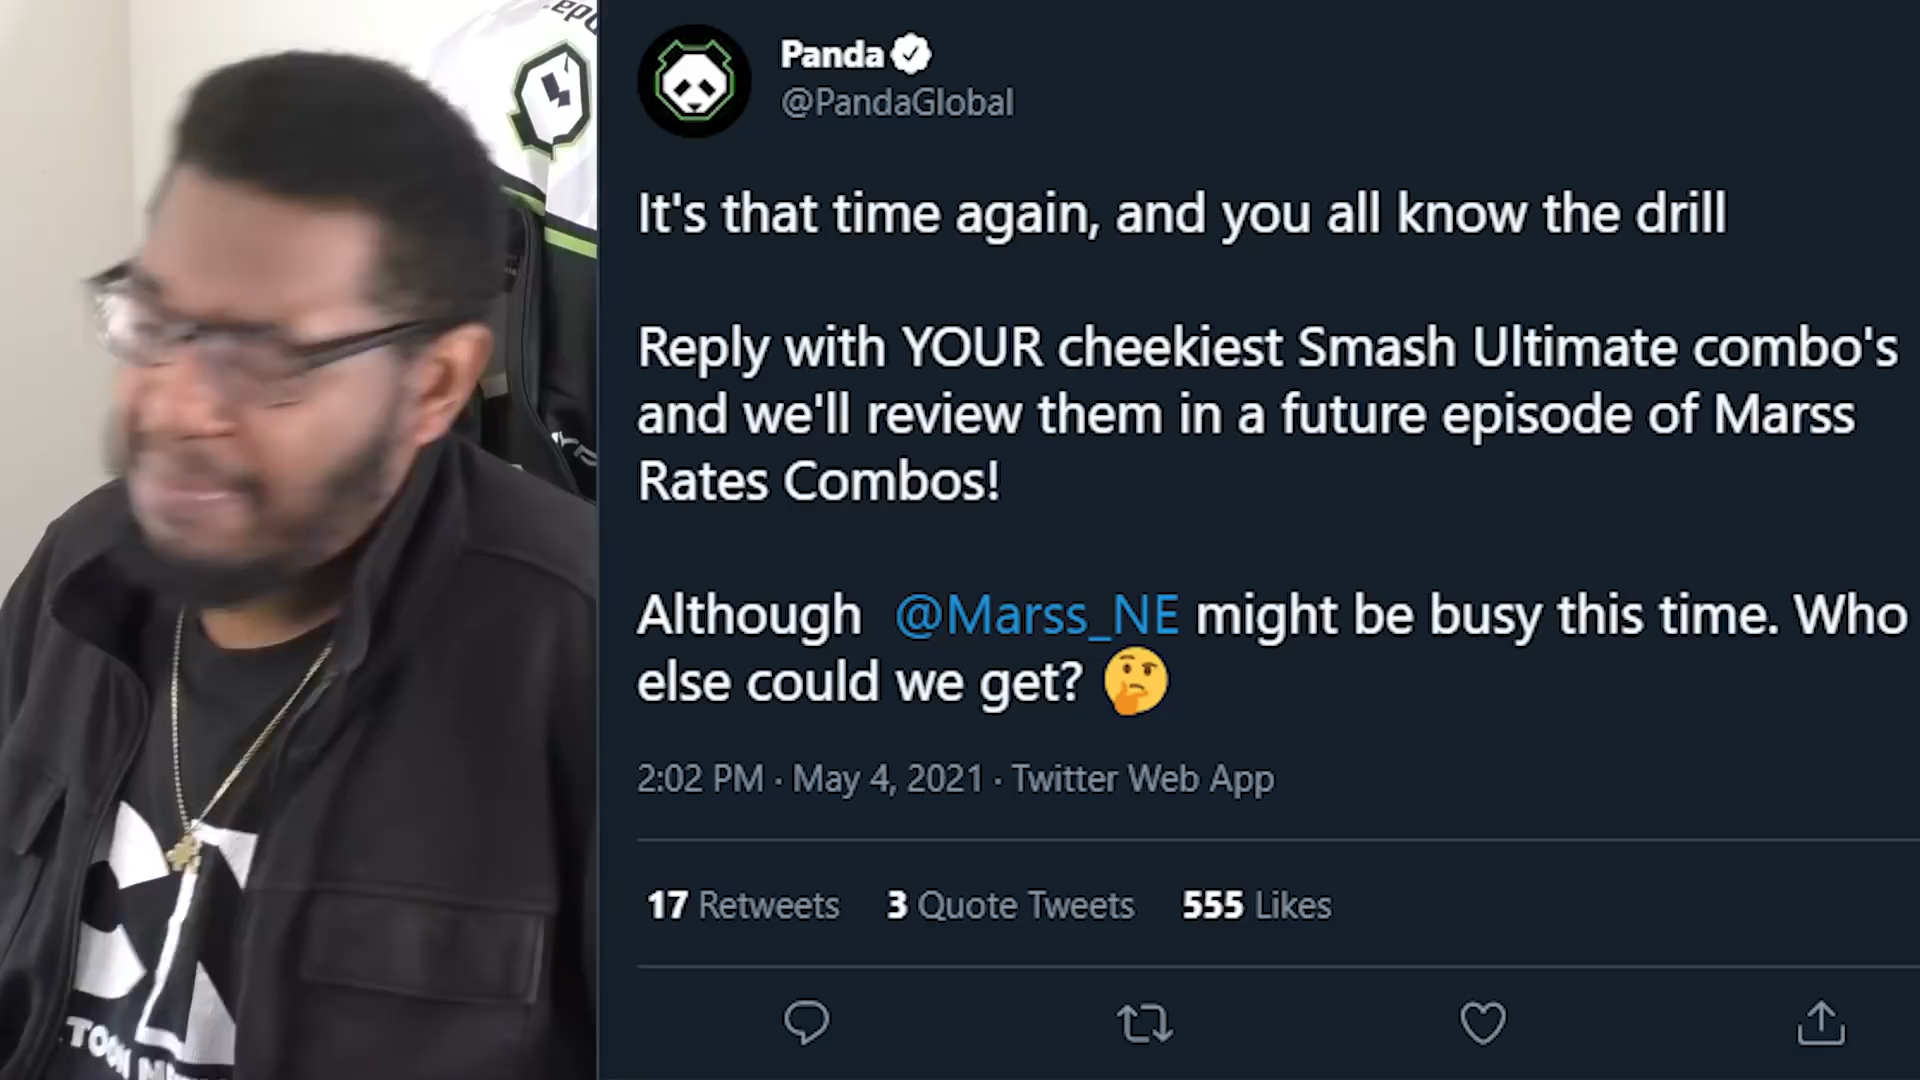 Panda
@PandaGlobal
It's that time again, and you all know the drill
Reply with YOUR cheekiest Smash Ultimate combo's
and we'll review them in a future episode of Marss
Rates Combos!
Although @Marss_NE might be busy this time. Who
else could we get? 🤔
2:02 PM · May 4, 2021 · Twitter Web App
17 Retweets 3 Quote Tweets 555 Likes